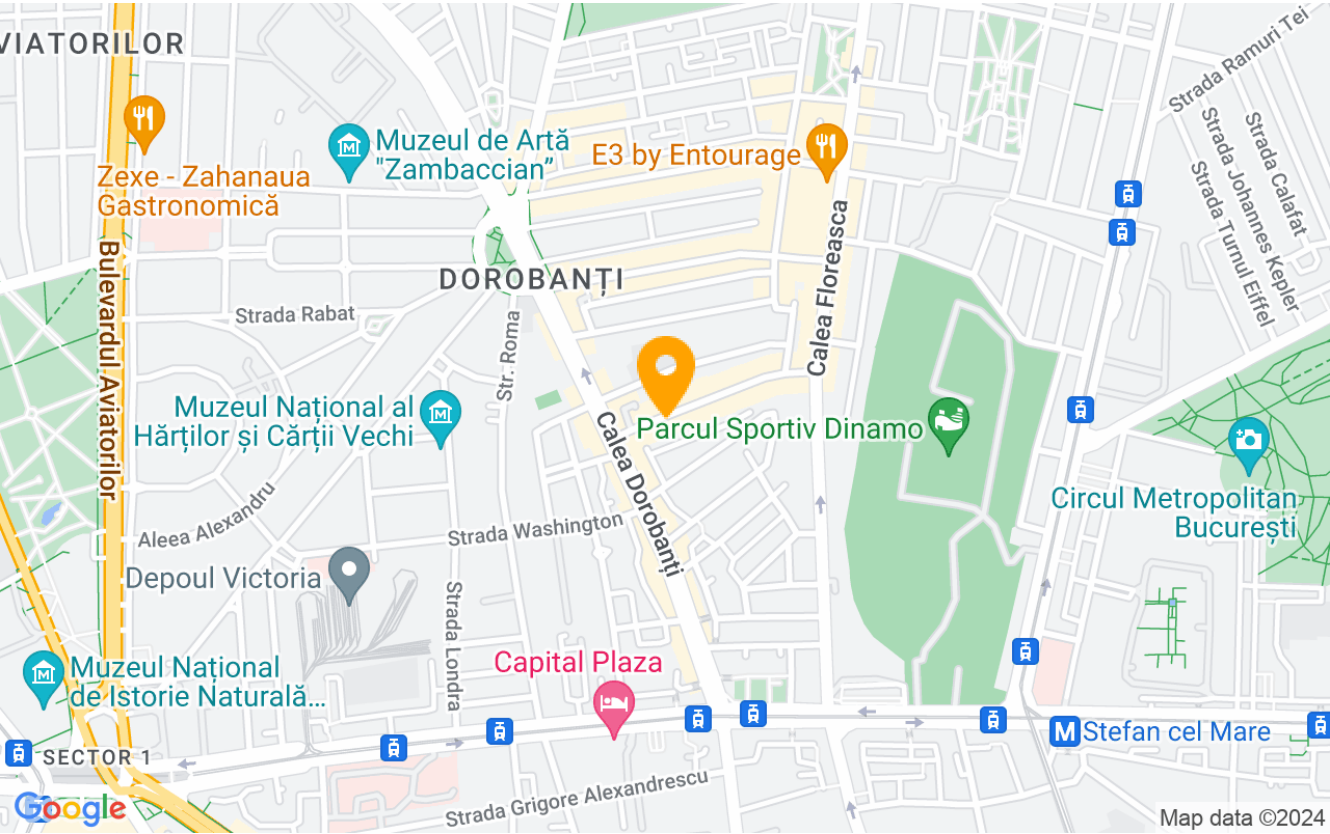 VIATORILOR
Strada Ramuri Tei
Muzeul de Artă
"Zambaccian”
E3 by Entourage
Zexe - Zahanaua
Gastronomică
Strada Calafat
Strada Johannes Kepler
Strada Turnul Eiffel
Bulevardul Aviatorilor
DOROBANȚI
Calea Floreasca
Strada Rabat
Str. Roma
Muzeul Național al
Hărților și Cărții Vechi
Parcul Sportiv Dinamo
Calea Dorobanți
Circul Metropolitan
București
Aleea Alexandru
Strada Washington
Depoul Victoria
Strada Londra
Capital Plaza
Muzeul Național
de Istorie Naturală...
M Stefan cel Mare
SECTOR 1
Strada Grigore Alexandrescu
Google
Map data ©2024